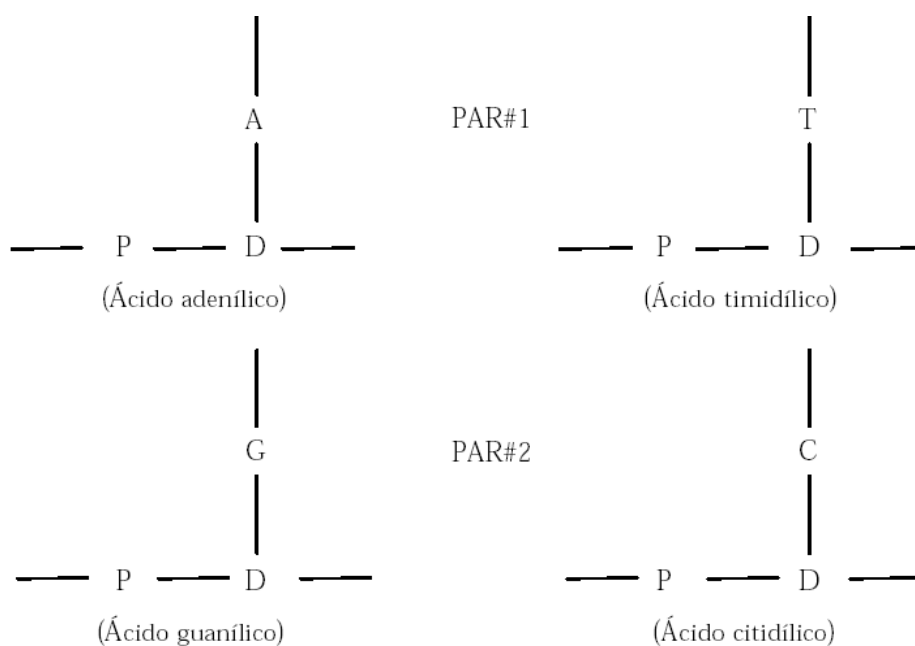 A PAR#1 T
P D P D
(Ácido adenílico) (Ácido timidílico)
G PAR#2 C
P D P D
(Ácido guanílico) (Ácido citidílico)